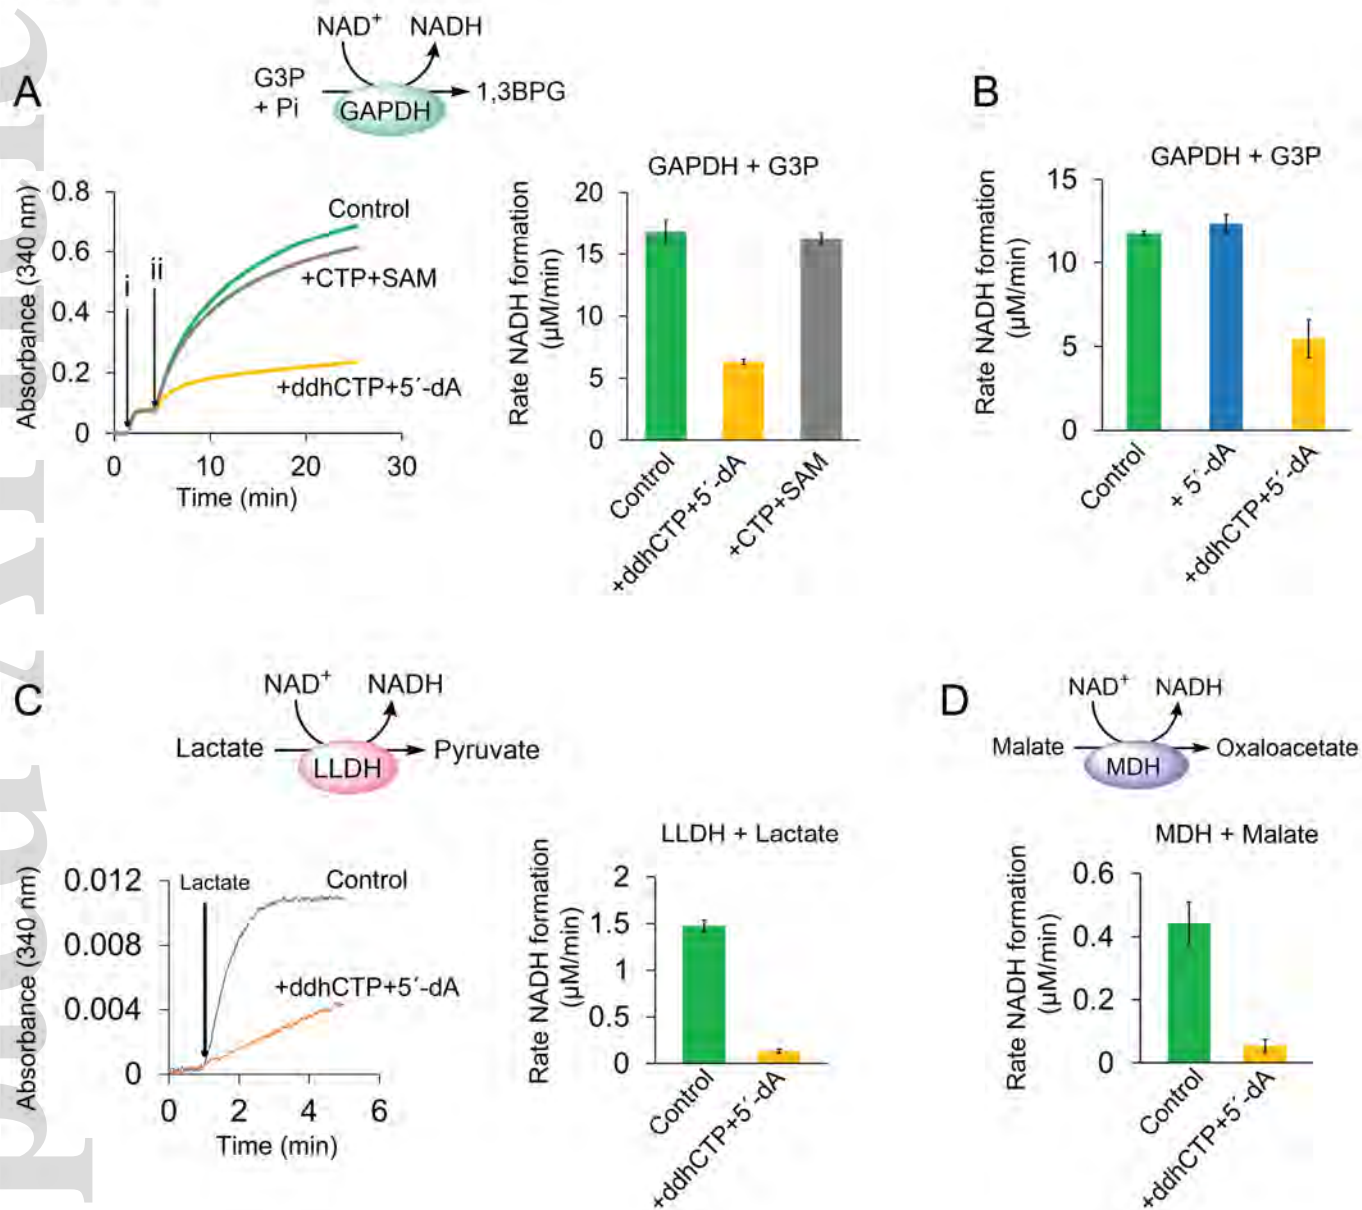 A
NAD⁺ NADH
G3P
+ Pi
GAPDH
1,3BPG
Absorbance (340 nm)
0.8
0.6
0.4
0.2
0
i
ii
Control
+CTP+SAM
+ddhCTP+5´-dA
0 10 20 30
Time (min)
GAPDH + G3P
Rate NADH formation
(µM/min)
20
15
10
5
0
Control
+ddhCTP+5´-dA
+CTP+SAM
B
GAPDH + G3P
Rate NADH formation
(µM/min)
15
10
5
0
Control
+ 5´-dA
+ddhCTP+5´-dA
C
NAD⁺ NADH
Lactate
LLDH
Pyruvate
Absorbance (340 nm)
0.012
0.008
0.004
0
Lactate
Control
+ddhCTP+5´-dA
0 2 4 6
Time (min)
LLDH + Lactate
Rate NADH formation
(µM/min)
2
1.5
1
0.5
0
Control
+ddhCTP+5´-dA
D
NAD⁺ NADH
Malate
MDH
Oxaloacetate
MDH + Malate
Rate NADH formation
(µM/min)
0.6
0.4
0.2
0
Control
+ddhCTP+5´-dA